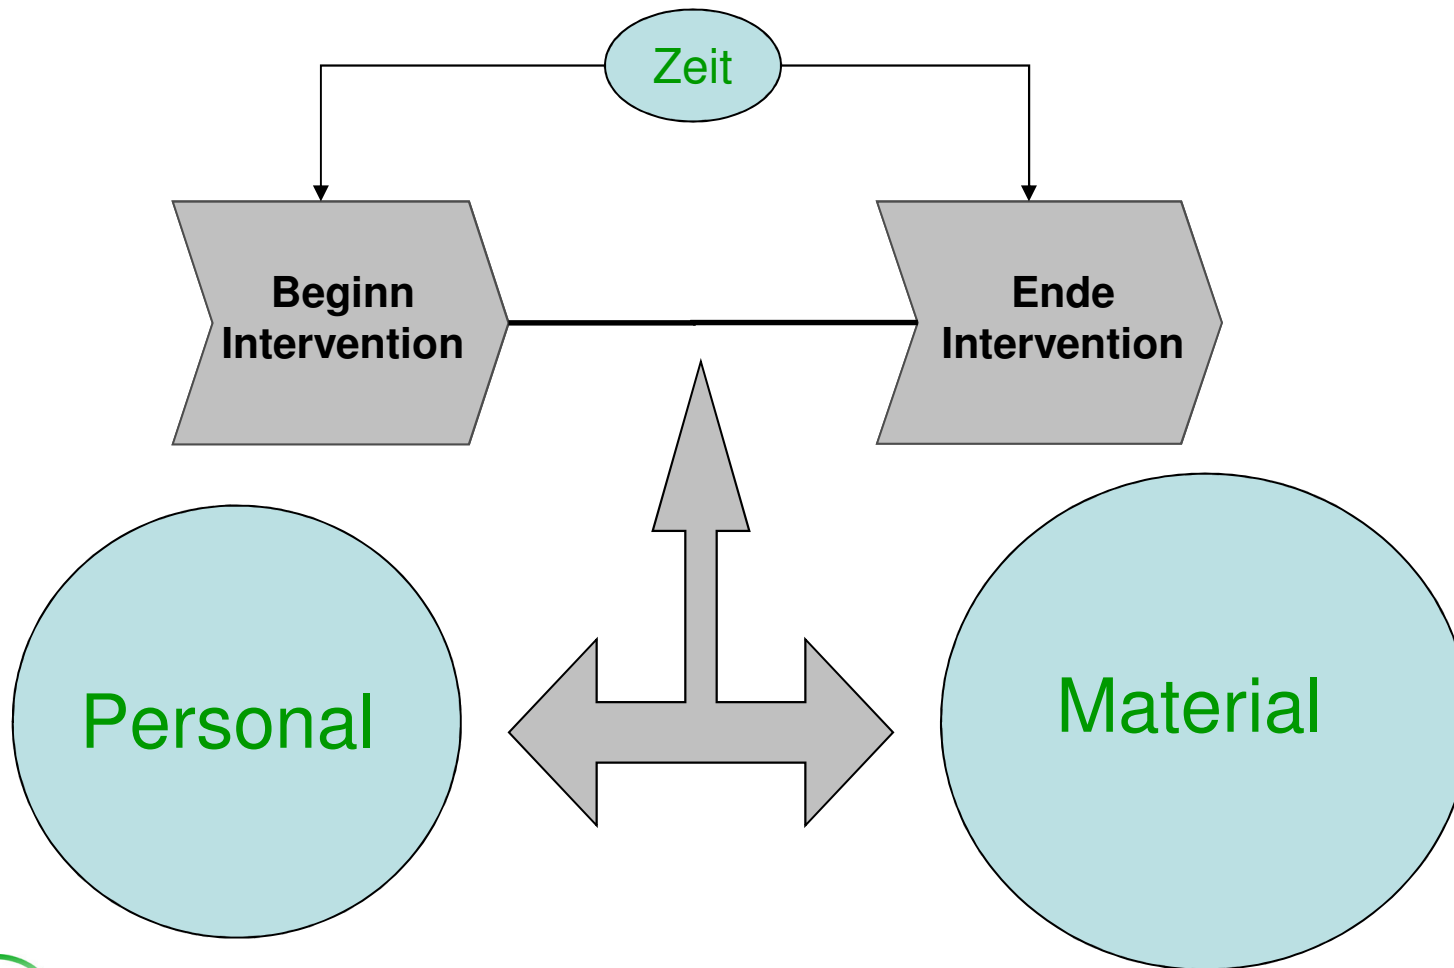 Zeit
Beginn
Intervention
Ende
Intervention
Personal
Material